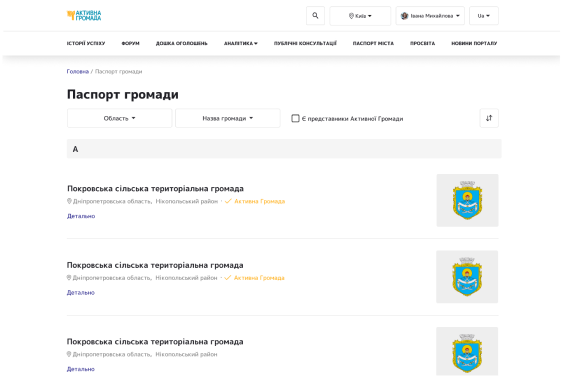 АКТИВНА
ГРОМАДА
Київ
Івана Михайлова
Ua
ІСТОРІЇ УСПІХУ
ФОРУМ
ДОШКА ОГОЛОШЕНЬ
АНАЛІТИКА
ПУБЛІЧНІ КОНСУЛЬТАЦІЇ
ПАСПОРТ МІСТА
ПРОСВІТА
НОВИНИ ПОРТАЛУ
Головна / Паспорт громади
Паспорт громади
Область
Назва громади
Є представники Активної Громади
А
Покровська сільська територіальна громада
Дніпропетровська область, Нікопольський район · Активна Громада
Детально
Покровська сільська територіальна громада
Дніпропетровська область, Нікопольський район · Активна Громада
Детально
Покровська сільська територіальна громада
Дніпропетровська область, Нікопольський район
Детально